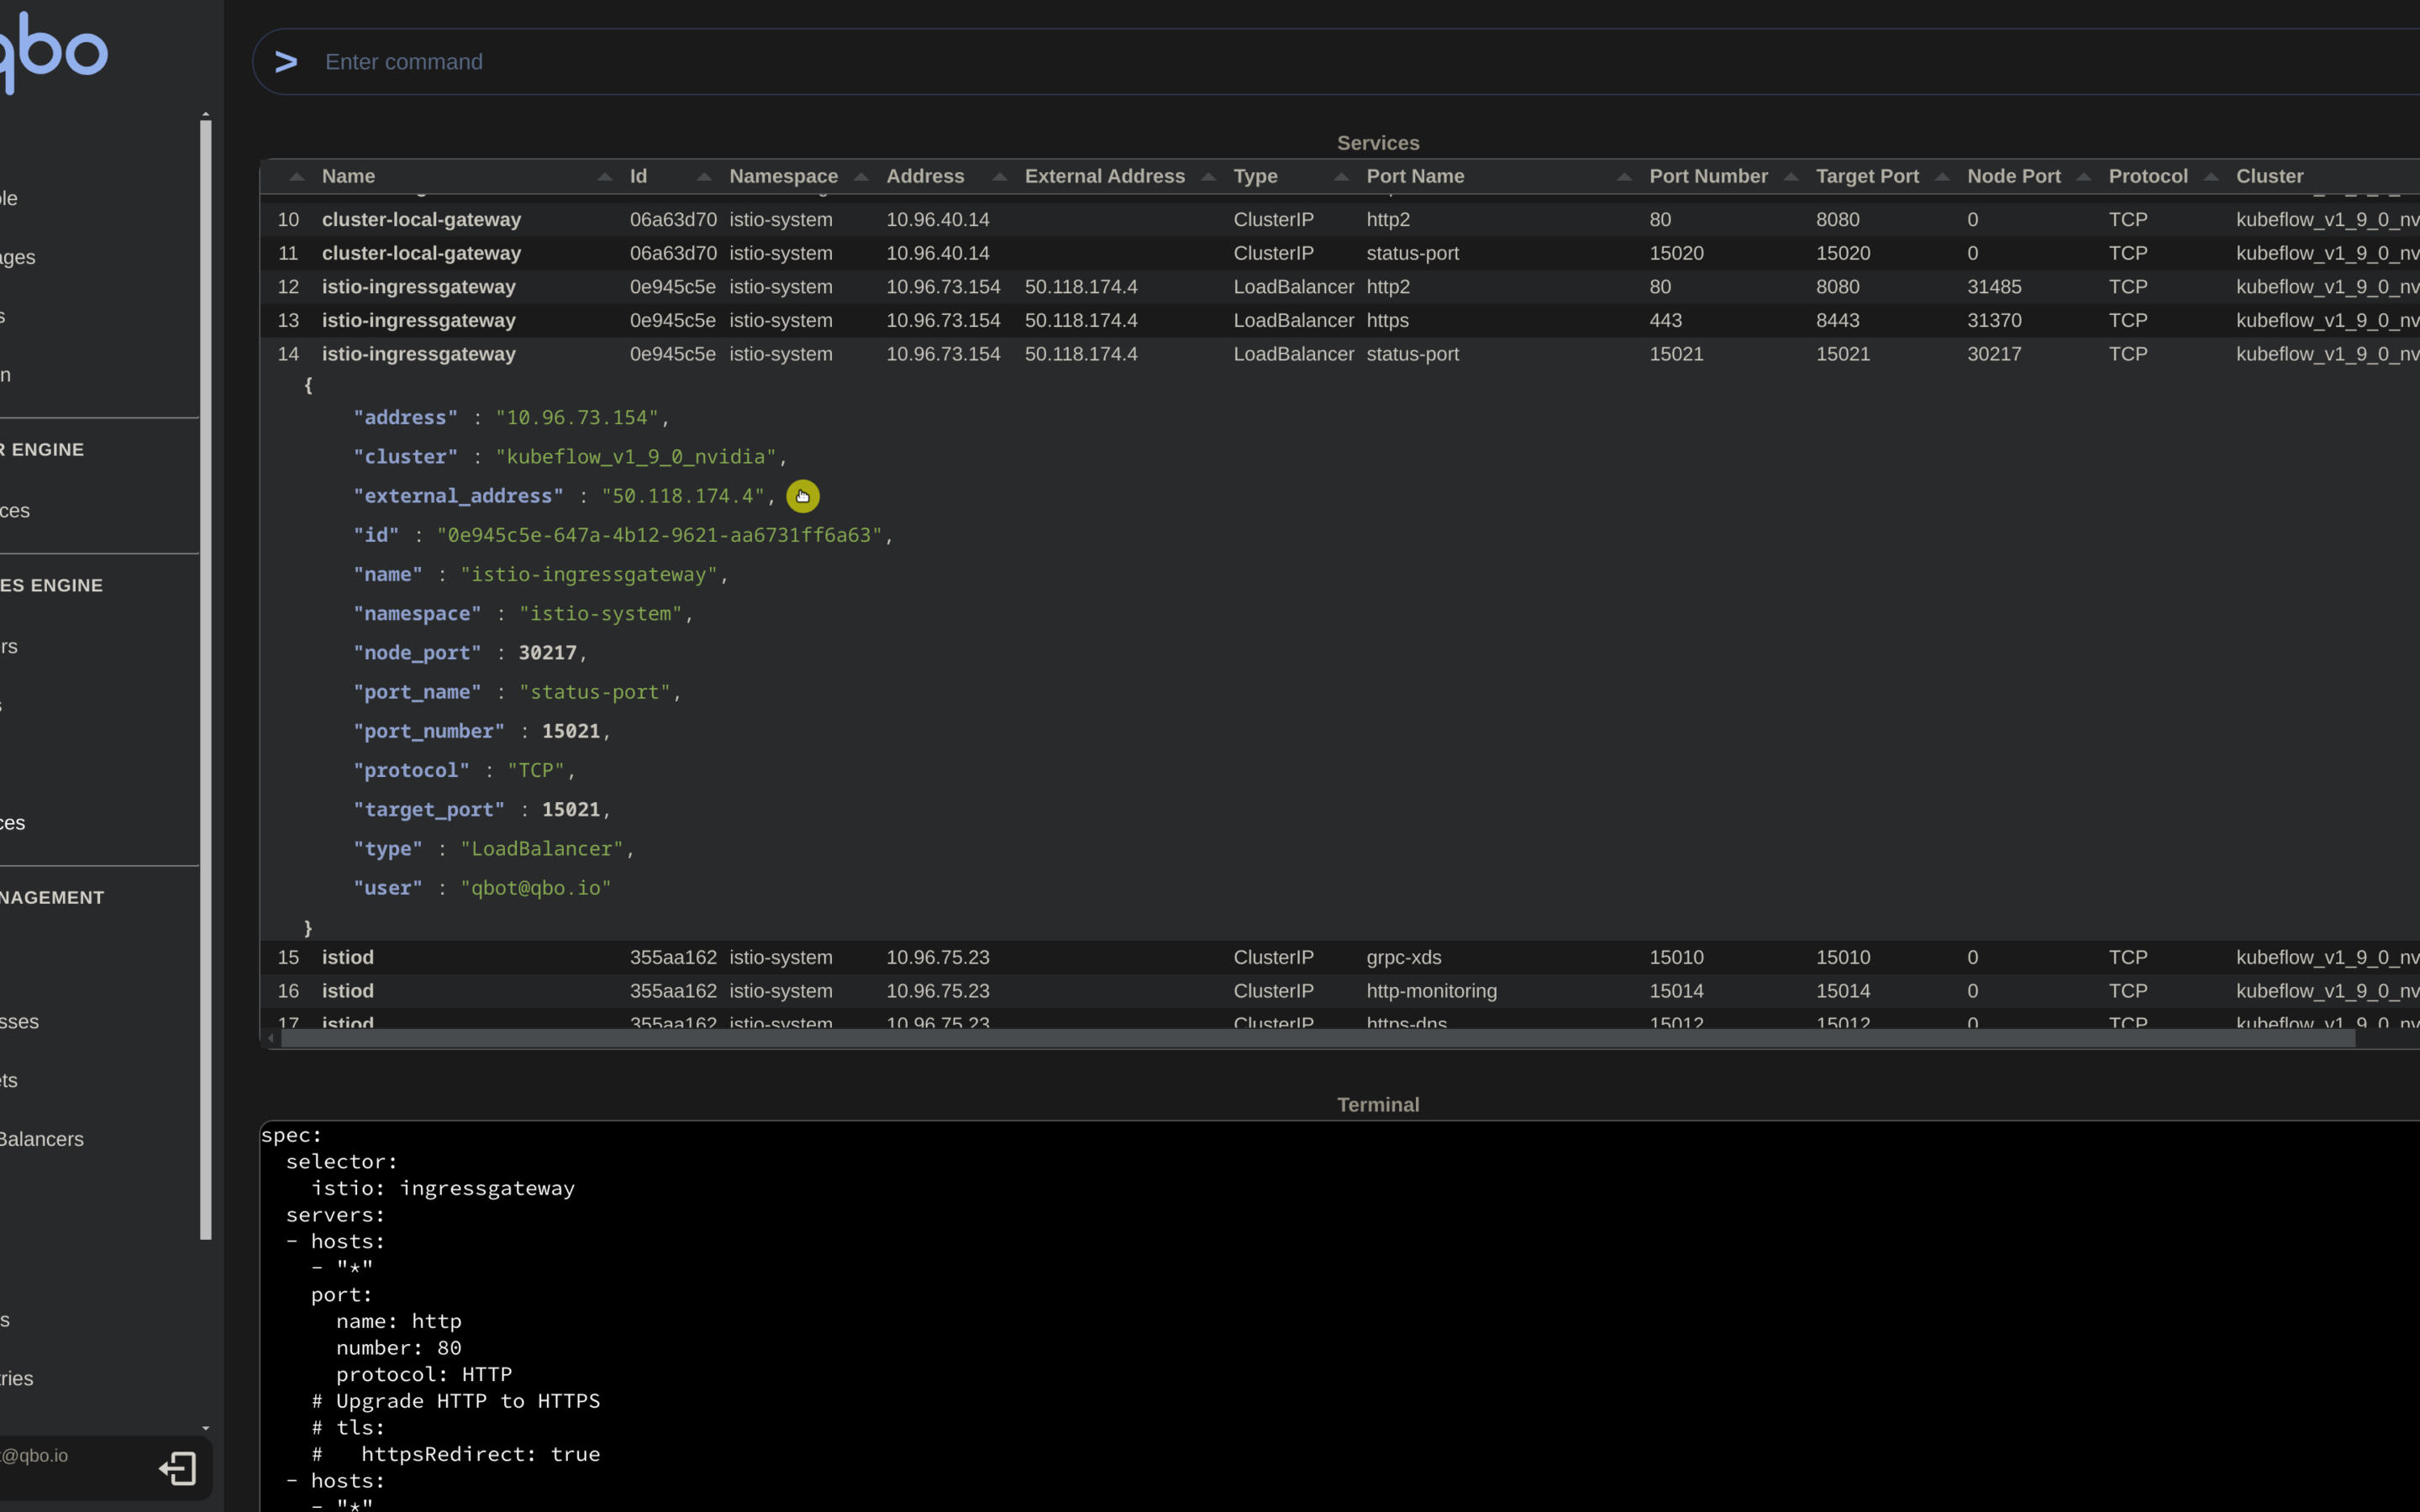 qbo
> Enter command
Services
Name Id Namespace Address External Address Type Port Name Port Number Target Port Node Port Protocol Cluster
10 cluster-local-gateway 06a63d70 istio-system 10.96.40.14 ClusterIP http2 80 8080 0 TCP kubeflow_v1_9_0_nv
11 cluster-local-gateway 06a63d70 istio-system 10.96.40.14 ClusterIP status-port 15020 15020 0 TCP kubeflow_v1_9_0_nv
12 istio-ingressgateway 0e945c5e istio-system 10.96.73.154 50.118.174.4 LoadBalancer http2 80 8080 31485 TCP kubeflow_v1_9_0_nv
13 istio-ingressgateway 0e945c5e istio-system 10.96.73.154 50.118.174.4 LoadBalancer https 443 8443 31370 TCP kubeflow_v1_9_0_nv
14 istio-ingressgateway 0e945c5e istio-system 10.96.73.154 50.118.174.4 LoadBalancer status-port 15021 15021 30217 TCP kubeflow_v1_9_0_nv
{
"address" : "10.96.73.154",
"cluster" : "kubeflow_v1_9_0_nvidia",
"external_address" : "50.118.174.4",
"id" : "0e945c5e-647a-4b12-9621-aa6731ff6a63",
"name" : "istio-ingressgateway",
"namespace" : "istio-system",
"node_port" : 30217,
"port_name" : "status-port",
"port_number" : 15021,
"protocol" : "TCP",
"target_port" : 15021,
"type" : "LoadBalancer",
"user" : "qbot@qbo.io"
}
15 istiod 355aa162 istio-system 10.96.75.23 ClusterIP grpc-xds 15010 15010 0 TCP kubeflow_v1_9_0_nv
16 istiod 355aa162 istio-system 10.96.75.23 ClusterIP http-monitoring 15014 15014 0 TCP kubeflow_v1_9_0_nv
17 istiod 355aa162 istio-system 10.96.75.23 ClusterIP https-dns 15012 15012 0 TCP kubeflow_v1_9_0_nv
Terminal
spec:
selector:
istio: ingressgateway
servers:
- hosts:
- "*"
port:
name: http
number: 80
protocol: HTTP
# Upgrade HTTP to HTTPS
# tls:
# httpsRedirect: true
- hosts:
- "*"
le
ages
s
n
R ENGINE
ces
ES ENGINE
rs
s
ces
NAGEMENT
sses
ets
Balancers
s
tries
@qbo.io